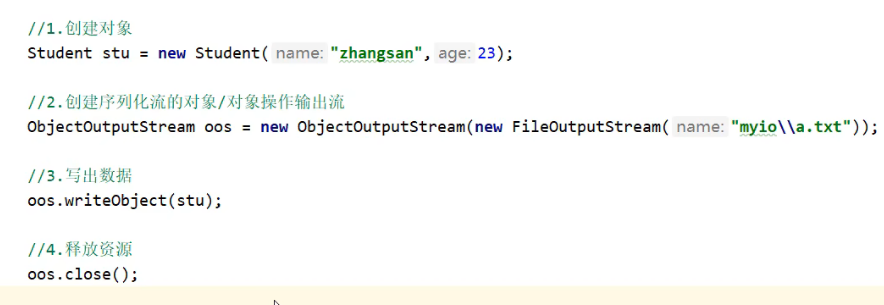 //1.创建对象
Student stu = new Student( name: "zhangsan", age: 23);
//2.创建序列化流的对象/对象操作输出流
ObjectOutputStream oos = new ObjectOutputStream(new FileOutputStream( name: "myio\\a.txt"));
//3.写出数据
oos.writeObject(stu);
//4.释放资源
oos.close();